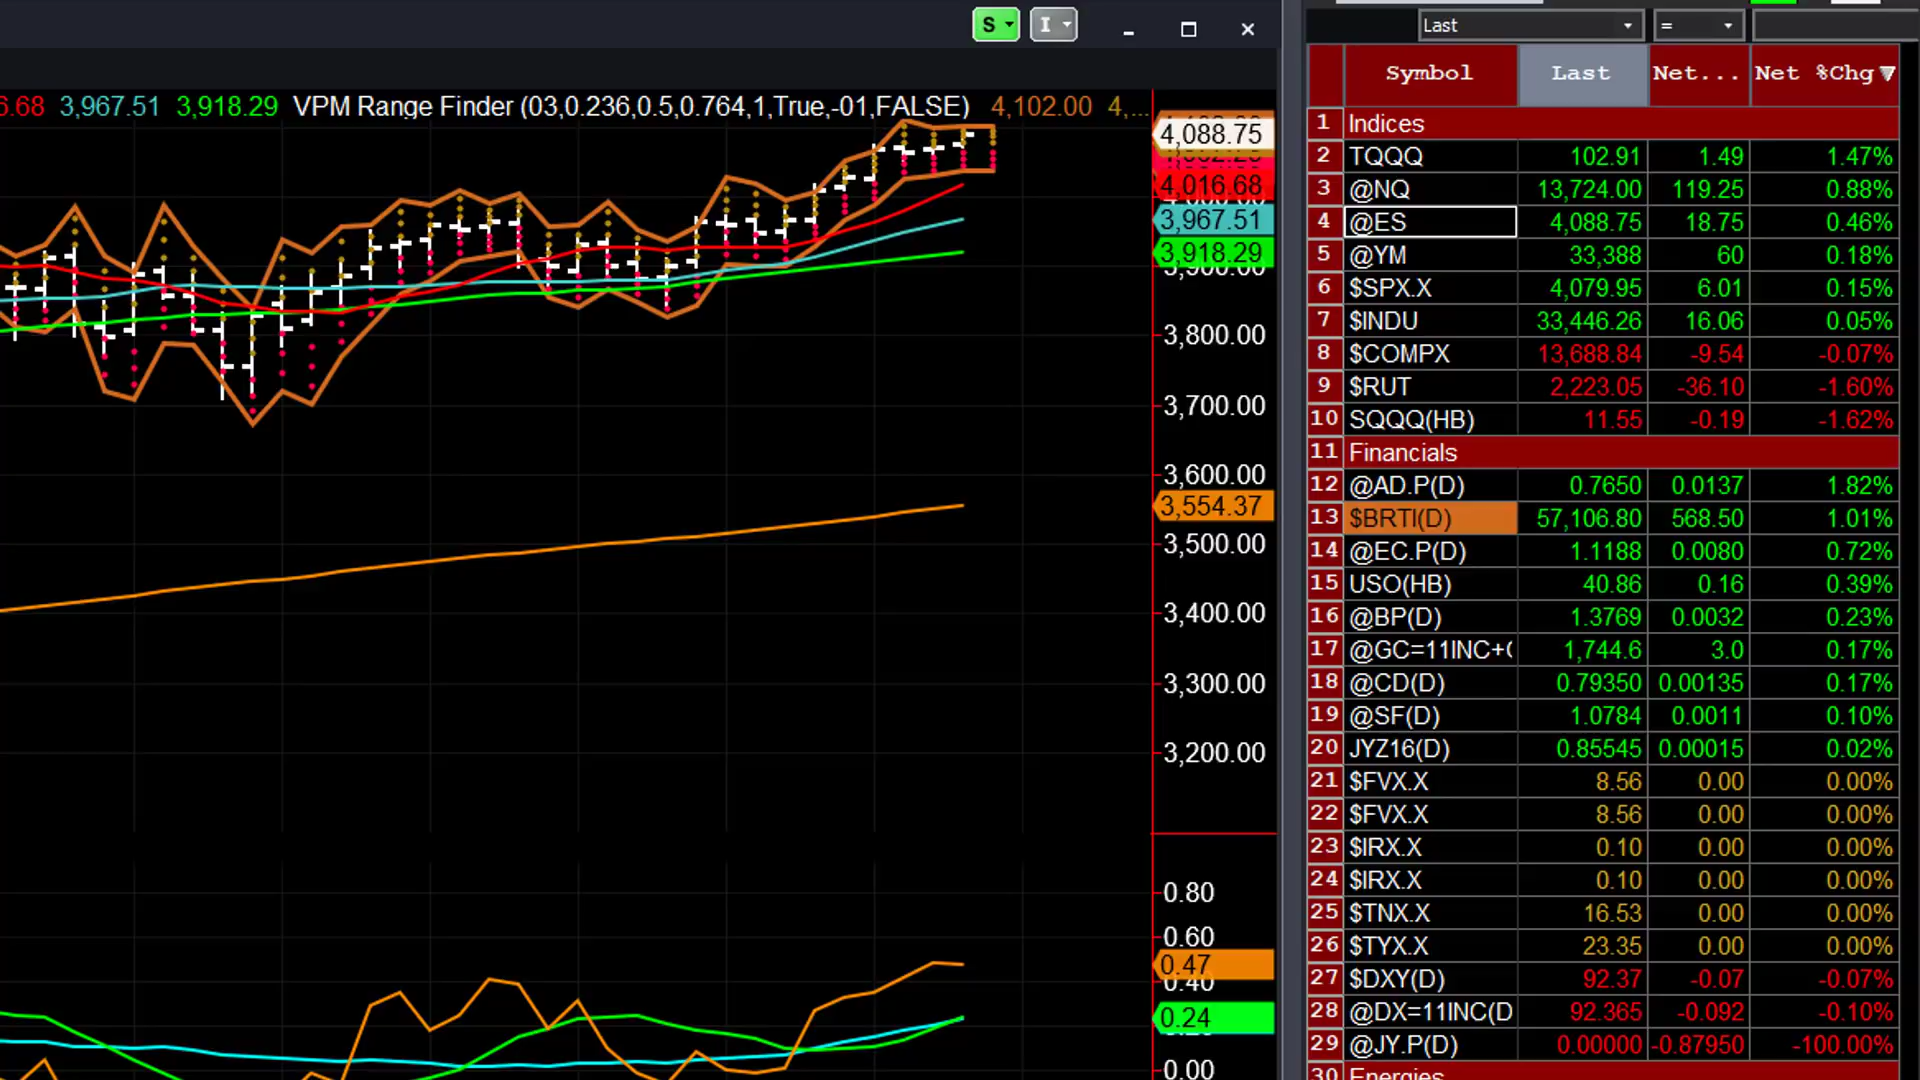 S I
Last =
6.68 3,967.51 3,918.29 VPM Range Finder (03,0.236,0.5,0.764,1,True,-01,FALSE) 4,102.00 4,...
4,088.75
4,016.68
3,967.51
3,918.29
3,900.00
3,800.00
3,700.00
3,600.00
3,554.37
3,500.00
3,400.00
3,300.00
3,200.00
0.80
0.60
0.47
0.40
0.24
0.00
Symbol Last Net... Net %Chg
1 Indices
2 TQQQ 102.91 1.49 1.47%
3 @NQ 13,724.00 119.25 0.88%
4 @ES 4,088.75 18.75 0.46%
5 @YM 33,388 60 0.18%
6 $SPX.X 4,079.95 6.01 0.15%
7 $INDU 33,446.26 16.06 0.05%
8 $COMPX 13,688.84 -9.54 -0.07%
9 $RUT 2,223.05 -36.10 -1.60%
10 SQQQ(HB) 11.55 -0.19 -1.62%
11 Financials
12 @AD.P(D) 0.7650 0.0137 1.82%
13 $BRTI(D) 57,106.80 568.50 1.01%
14 @EC.P(D) 1.1188 0.0080 0.72%
15 USO(HB) 40.86 0.16 0.39%
16 @BP(D) 1.3769 0.0032 0.23%
17 @GC=11INC+ 1,744.6 3.0 0.17%
18 @CD(D) 0.79350 0.00135 0.17%
19 @SF(D) 1.0784 0.0011 0.10%
20 JYZ16(D) 0.85545 0.00015 0.02%
21 $FVX.X 8.56 0.00 0.00%
22 $FVX.X 8.56 0.00 0.00%
23 $IRX.X 0.10 0.00 0.00%
24 $IRX.X 0.10 0.00 0.00%
25 $TNX.X 16.53 0.00 0.00%
26 $TYX.X 23.35 0.00 0.00%
27 $DXY(D) 92.37 -0.07 -0.07%
28 @DX=11INC(D 92.365 -0.092 -0.10%
29 @JY.P(D) 0.00000 -0.87950 -100.00%
30 Energies